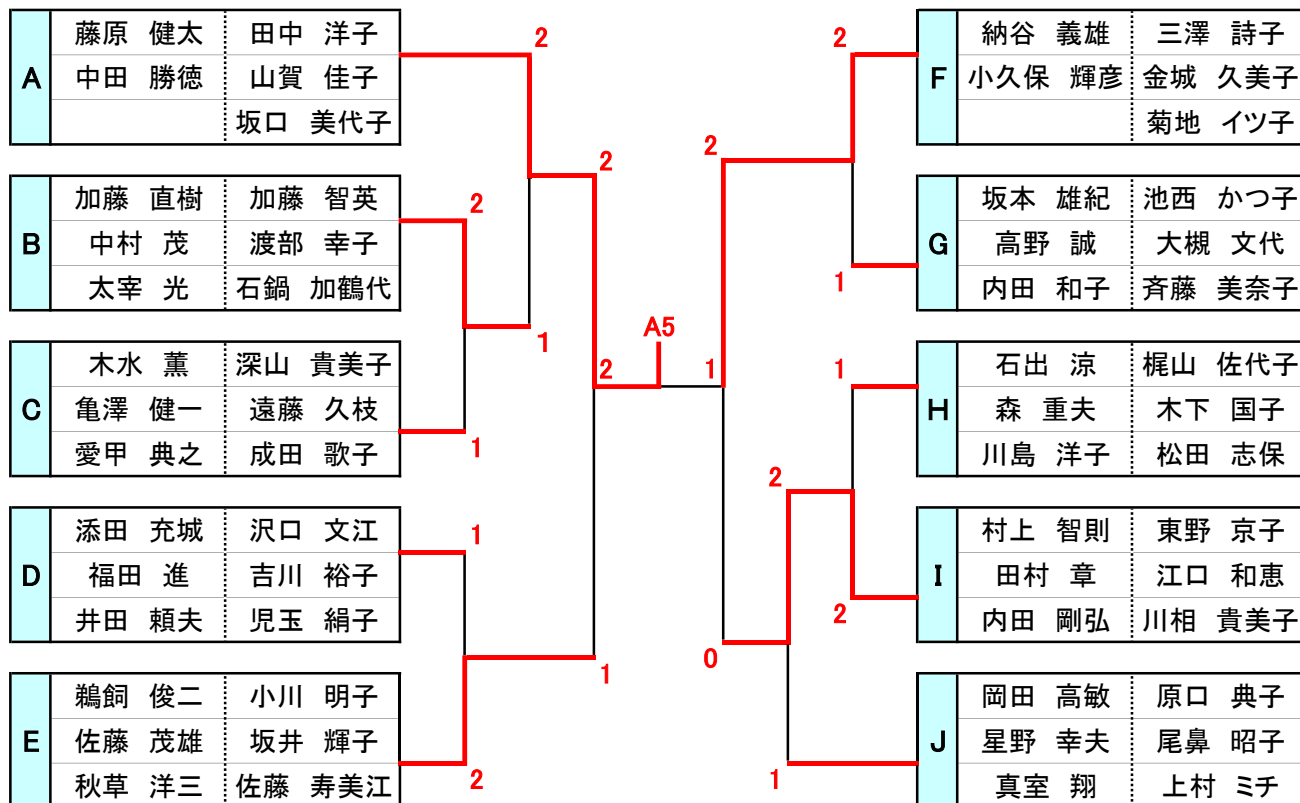 A
藤原 健太 田中 洋子
中田 勝徳 山賀 佳子
坂口 美代子
B
加藤 直樹 加藤 智英
中村 茂 渡部 幸子
太宰 光 石鍋 加鶴代
C
木水 薫 深山 貴美子
亀澤 健一 遠藤 久枝
愛甲 典之 成田 歌子
D
添田 充城 沢口 文江
福田 進 吉川 裕子
井田 頼夫 児玉 絹子
E
鵜飼 俊二 小川 明子
佐藤 茂雄 坂井 輝子
秋草 洋三 佐藤 寿美江
2
2
2
1
1
1
2
1
2
A5
1
2
0
2
1
2
1
1
2
1
F
納谷 義雄 三澤 詩子
小久保 輝彦 金城 久美子
菊地 イツ子
G
坂本 雄紀 池西 かつ子
高野 誠 大槻 文代
内田 和子 斉藤 美奈子
H
石出 涼 梶山 佐代子
森 重夫 木下 国子
川島 洋子 松田 志保
I
村上 智則 東野 京子
田村 章 江口 和恵
内田 剛弘 川相 貴美子
J
岡田 高敏 原口 典子
星野 幸夫 尾鼻 昭子
真室 翔 上村 ミチ